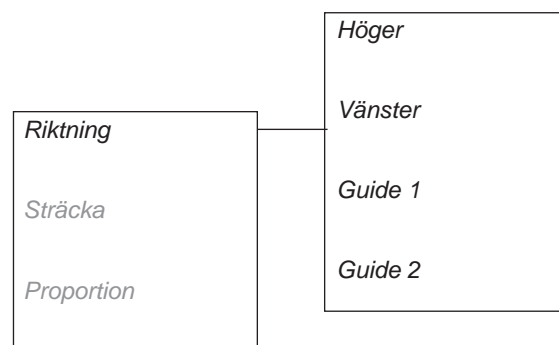 Riktning
Sträcka
Proportion
Höger
Vänster
Guide 1
Guide 2